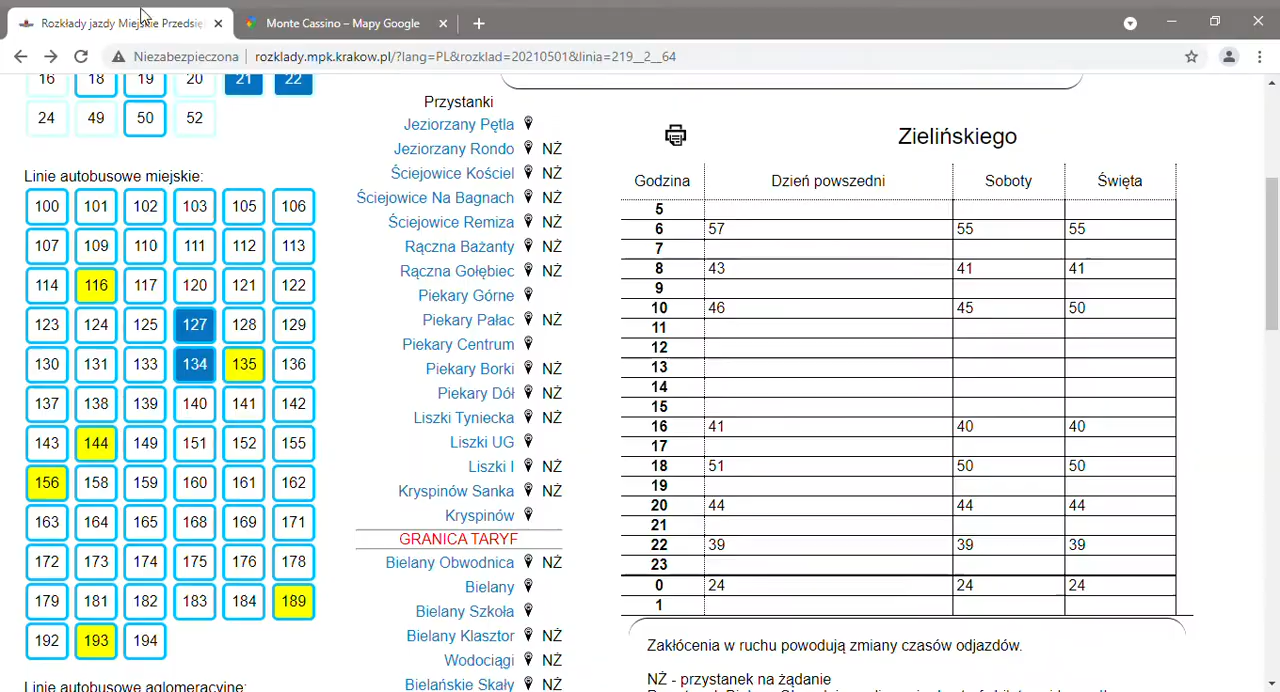 Rozkłady jazdy Miejskie Przedsię
Monte Cassino – Mapy Google
Niezabezpieczona
rozklady.mpk.krakow.pl/?lang=PL&rozklad=20210501&linia=219__2__64
16 18 19 20 21 22
24 49 50 52
Linie autobusowe miejskie:
100 101 102 103 105 106
107 109 110 111 112 113
114 116 117 120 121 122
123 124 125 127 128 129
130 131 133 134 135 136
137 138 139 140 141 142
143 144 149 151 152 155
156 158 159 160 161 162
163 164 165 168 169 171
172 173 174 175 176 178
179 181 182 183 184 189
192 193 194
Linie autobusowe aglomeracyjne:
Przystanki
Jeziorzany Pętla
Jeziorzany Rondo NŻ
Ściejowice Kościel NŻ
Ściejowice Na Bagnach NŻ
Ściejowice Remiza NŻ
Rączna Bażanty NŻ
Rączna Gołębiec NŻ
Piekary Górne
Piekary Pałac NŻ
Piekary Centrum
Piekary Borki NŻ
Piekary Dół NŻ
Liszki Tyniecka NŻ
Liszki UG
Liszki I NŻ
Kryspinów Sanka NŻ
Kryspinów
GRANICA TARYF
Bielany Obwodnica NŻ
Bielany
Bielany Szkoła
Bielany Klasztor NŻ
Wodociągi NŻ
Bielańskie Skały NŻ
Zielińskiego
Godzina Dzień powszedni Soboty Święta
5
6 57 55 55
7
8 43 41 41
9
10 46 45 50
11
12
13
14
15
16 41 40 40
17
18 51 50 50
19
20 44 44 44
21
22 39 39 39
23
0 24 24 24
1
Zakłócenia w ruchu powodują zmiany czasów odjazdów.
NŻ - przystanek na żądanie